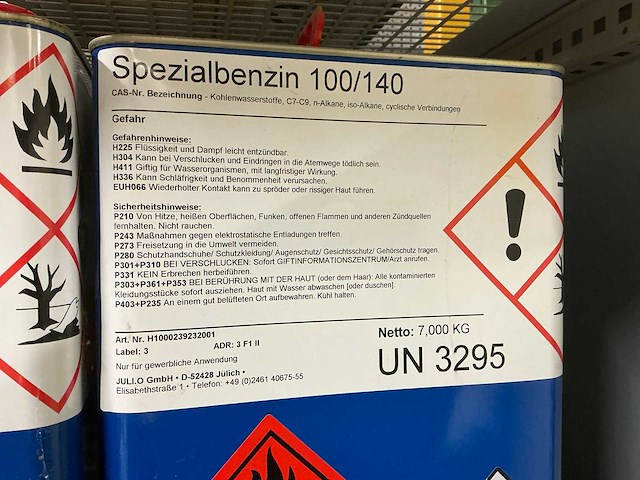 Spezialbenzin 100/140
CAS-Nr. Bezeichnung - Kohlenwasserstoffe, C7-C9, n-Alkane, iso-Alkane, cyclische Verbindungen
Gefahr
Gefahrenhinweise:
H225 Flüssigkeit und Dampf leicht entzündbar.
H304 Kann bei Verschlucken und Eindringen in die Atemwege tödlich sein.
H411 Giftig für Wasserorganismen, mit langfristiger Wirkung.
H336 Kann Schläfrigkeit und Benommenheit verursachen.
EUH066 Wiederholter Kontakt kann zu spröder oder rissiger Haut führen.
Sicherheitshinweise:
P210 Von Hitze, heißen Oberflächen, Funken, offenen Flammen und anderen Zündquellen
fernhalten. Nicht rauchen.
P243 Maßnahmen gegen elektrostatische Entladungen treffen.
P273 Freisetzung in die Umwelt vermeiden.
P280 Schutzhandschuhe/ Schutzkleidung/ Augenschutz/ Gesichtsschutz/ Gehörschutz tragen.
P301+P310 BEI VERSCHLUCKEN: Sofort GIFTINFORMATIONSZENTRUM/Arzt anrufen.
P331 KEIN Erbrechen herbeiführen.
P303+P361+P353 BEI BERÜHRUNG MIT DER HAUT (oder dem Haar): Alle kontaminierten
Kleidungsstücke sofort ausziehen. Haut mit Wasser abwaschen [oder duschen].
P403+P235 An einem gut belüfteten Ort aufbewahren. Kühl halten.
Art. Nr. H1000239232001
Netto: 7,000 KG
Label: 3 ADR: 3 F1 II
UN 3295
Nur für gewerbliche Anwendung
JULI.O GmbH • D-52428 Jülich •
Elisabethstraße 1 • Telefon: +49 (0)2461 40675-55